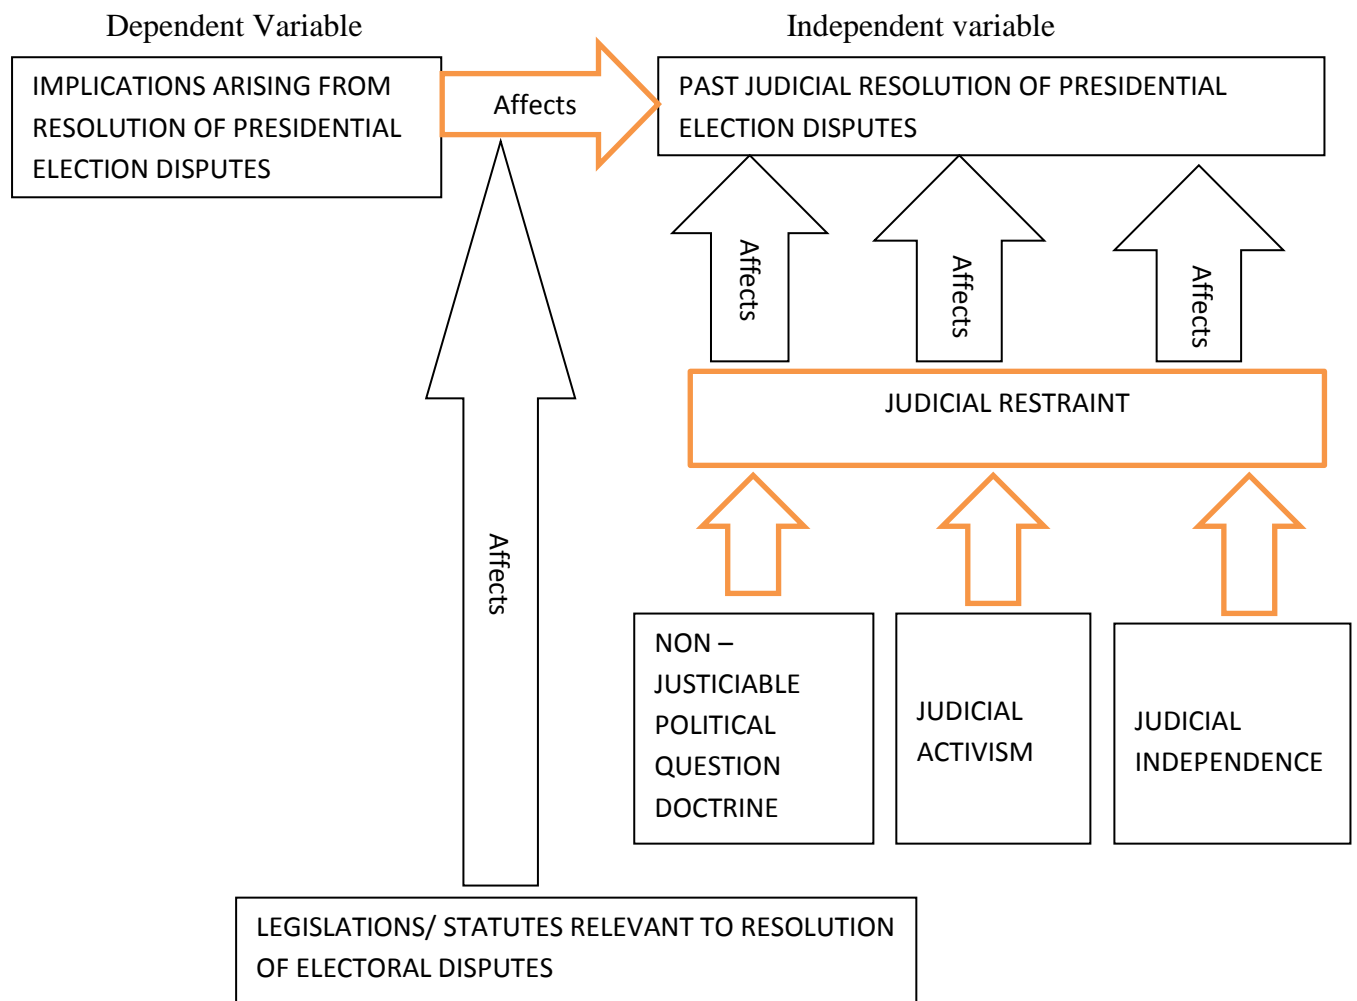 Dependent Variable
Independent variable
IMPLICATIONS ARISING FROM
RESOLUTION OF PRESIDENTIAL
ELECTION DISPUTES
Affects
PAST JUDICIAL RESOLUTION OF PRESIDENTIAL
ELECTION DISPUTES
Affects
Affects
Affects
JUDICIAL RESTRAINT
Affects
NON –
JUSTICIABLE
POLITICAL
QUESTION
DOCTRINE
JUDICIAL
ACTIVISM
JUDICIAL
INDEPENDENCE
LEGISLATIONS/ STATUTES RELEVANT TO RESOLUTION
OF ELECTORAL DISPUTES